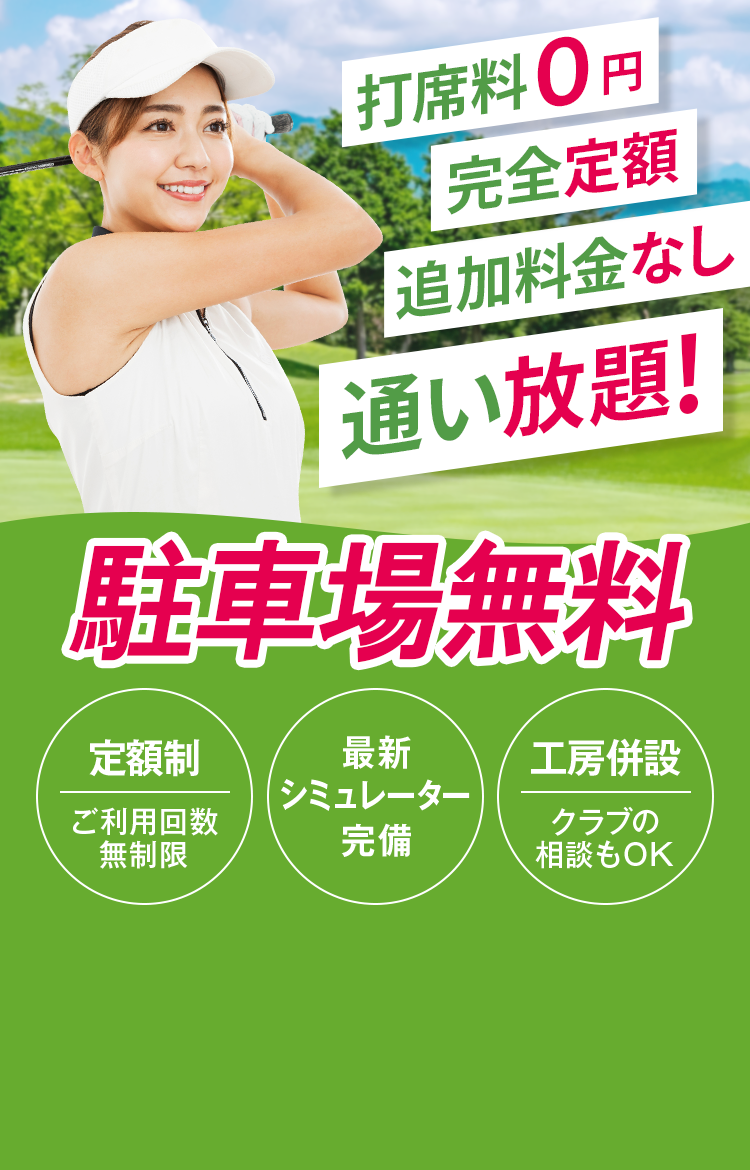 打席料0円
完全定額
追加料金なし
通い放題!
駐車場無料
定額制
ご利用回数
無制限
最新
シミュレーター
完備
工房併設
クラブの
相談もOK